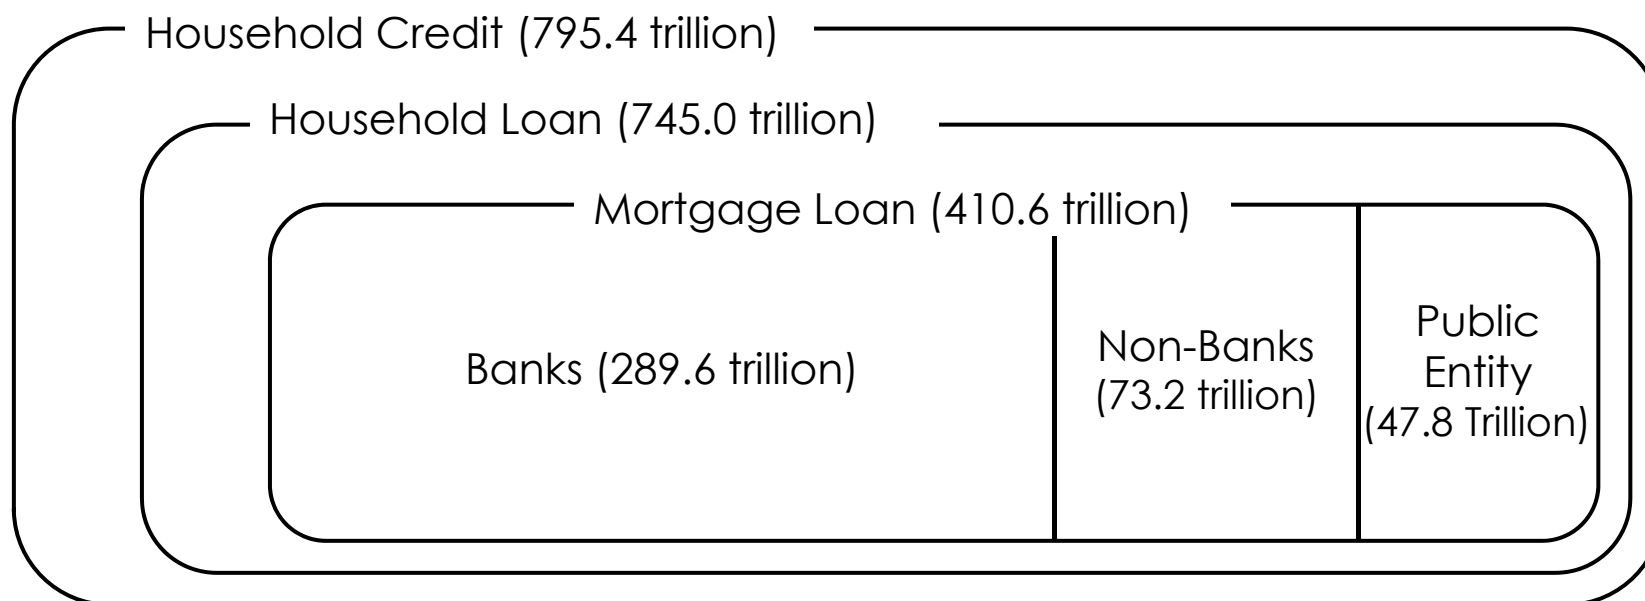 Household Credit (795.4 trillion)
Household Loan (745.0 trillion)
Mortgage Loan (410.6 trillion)
Banks (289.6 trillion)
Non-Banks
(73.2 trillion)
Public
Entity
(47.8 Trillion)